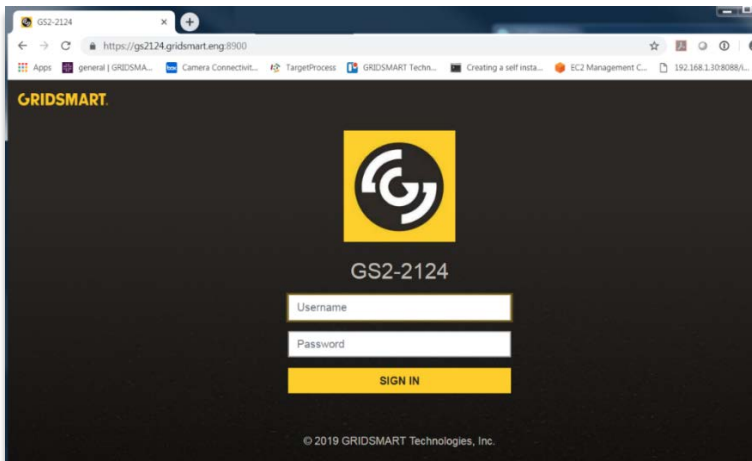 GS2-2124
https://gs2124.gridsmart.eng:8900
Apps general | GRIDSMA... Camera Connectivit... TargetProcess GRIDSMART Techn... Creating a self insta... EC2 Management C... 192.168.1.30:8088/i...
GRIDSMART.
GS2-2124
Username
Password
SIGN IN
© 2019 GRIDSMART Technologies, Inc.